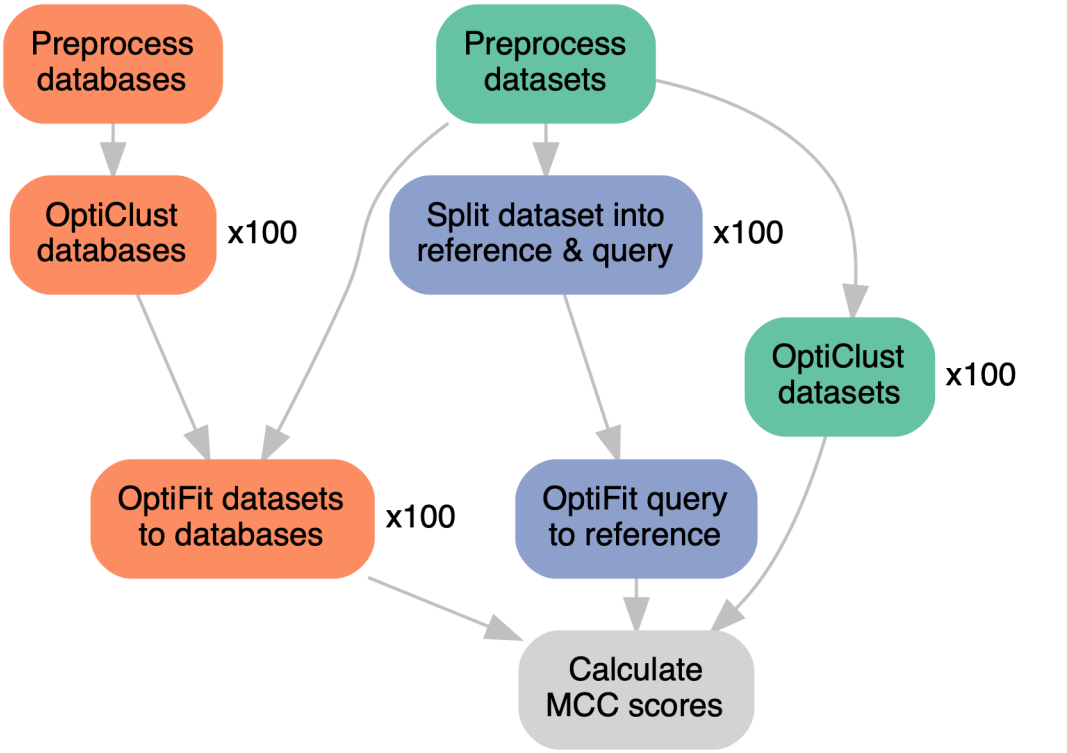 Preprocess
databases
Preprocess
datasets
OptiClust
databases
x100
Split dataset into
reference & query
x100
OptiClust
datasets
x100
OptiFit datasets
to databases
x100
OptiFit query
to reference
Calculate
MCC scores